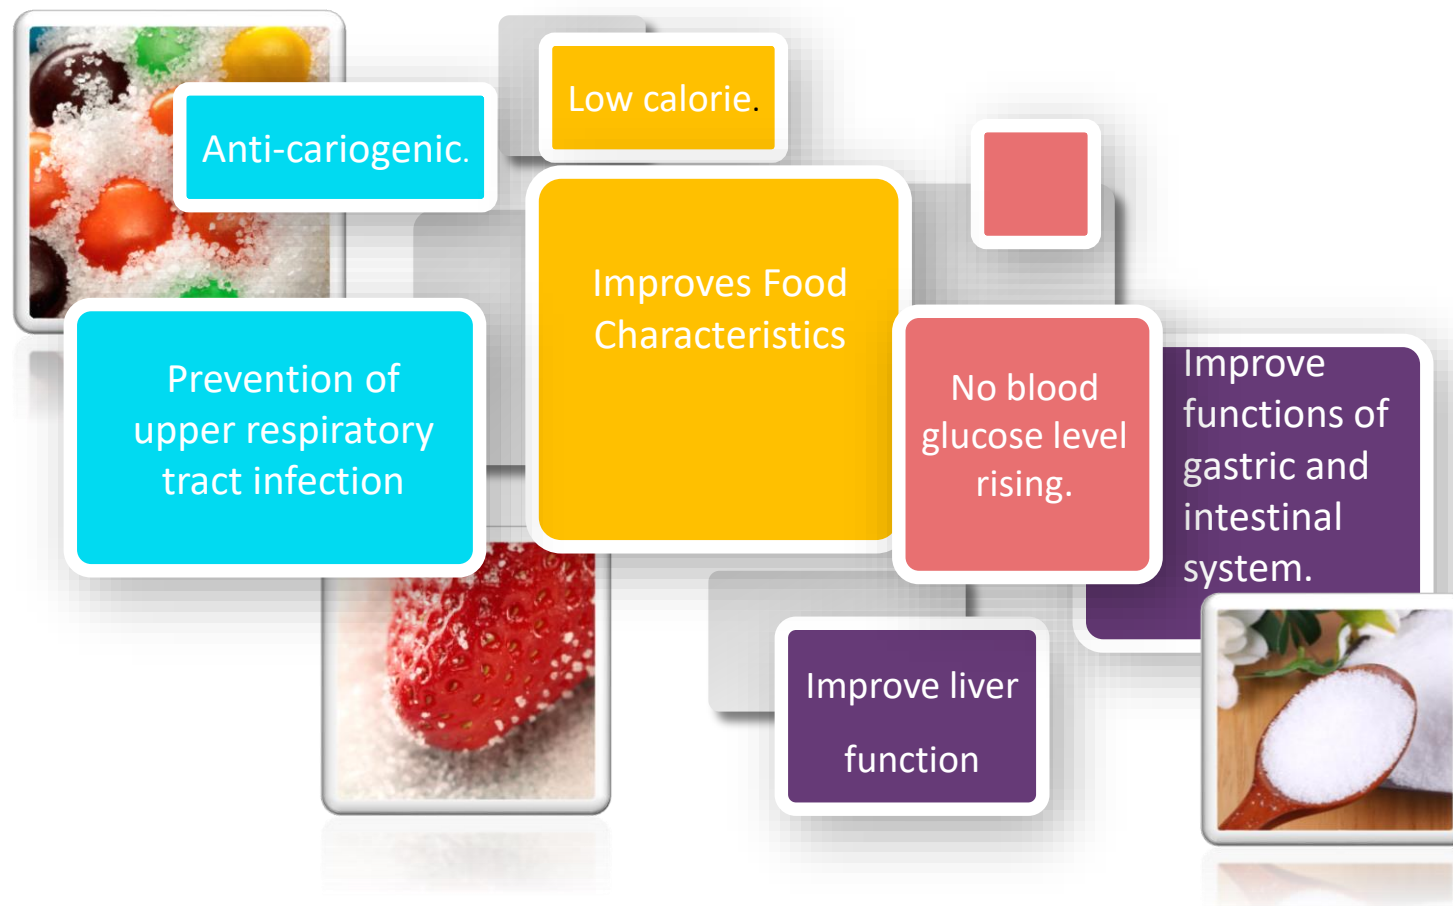 Low calorie.
Anti-cariogenic.
Improves Food
Characteristics
Prevention of
upper respiratory
tract infection
No blood
glucose level
rising.
Improve
functions of
gastric and
intestinal
system.
Improve liver
function